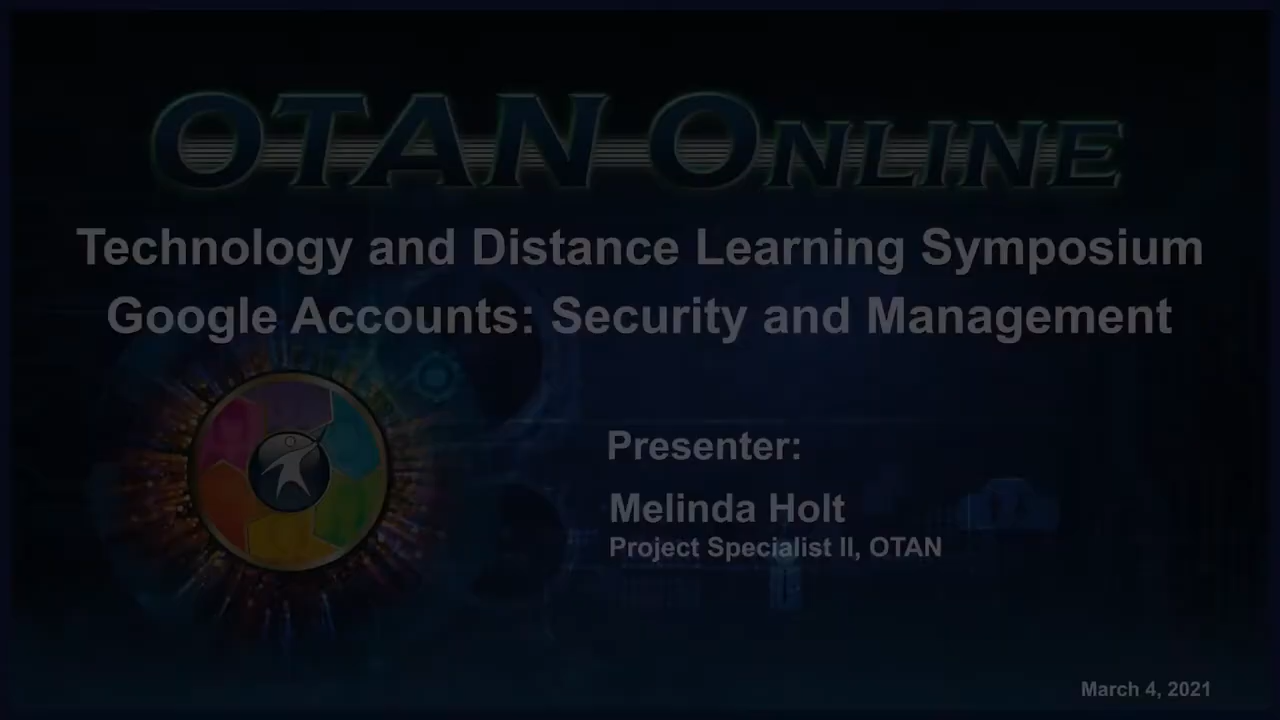 OTAN ONLINE
Technology and Distance Learning Symposium
Google Accounts: Security and Management
Presenter:
Melinda Holt
Project Specialist II, OTAN
March 4, 2021